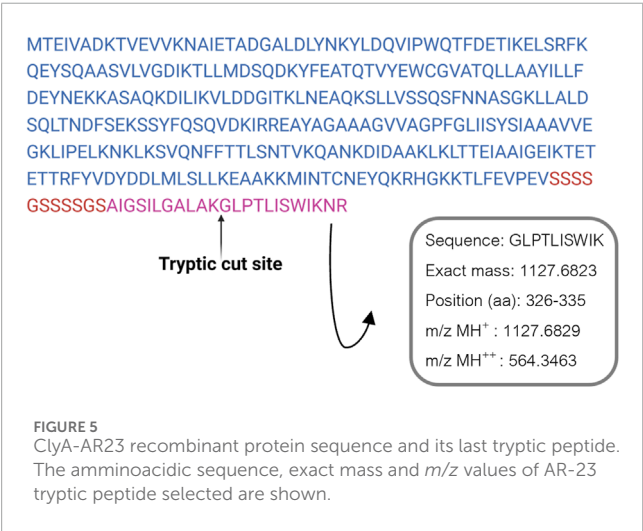 MTEIVADKTVEVVKNAIETADGALDLYNKYLDQVIPWQTFDETIKELSRFK
QEYSQAASVLVGDIKTLLMDSQDKYFEATQTVYEWCGVATQLLAAYILLF
DEYNEKKASAQKDILIKVLDDGITKLNEAQKSLLVSSQSFNNASGKLLALD
SQLTNDFSEKSSYFQSQVDKIRREAYAGAAAGVVAGPFGLIISYSIAAAVVE
GKLIPELKNKLKSVQNFFTTLSNTVKQANKDIDAAKLKLTTEIAAIGEIKTET
ETTRFYVDYDDLMLSLLKEAAKKMINTCNEYQKRHGKKTLFEVPEVSSSS
GSSSSGSAIGSILGALAKGLPTLISWIKNR
Tryptic cut site
Sequence: GLPTLISWIK
Exact mass: 1127.6823
Position (aa): 326-335
m/z MH+ : 1127.6829
m/z MH++ : 564.3463
FIGURE 5
ClyA-AR23 recombinant protein sequence and its last tryptic peptide.
The amminoacidic sequence, exact mass and m/z values of AR-23
tryptic peptide selected are shown.